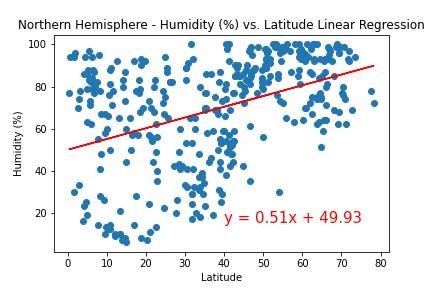 Northern Hemisphere - Humidity (%) vs. Latitude Linear Regression
100
80
60
40
20
Humidity (%)
y = 0.51x + 49.93
0 10 20 30 40 50 60 70 80
Latitude